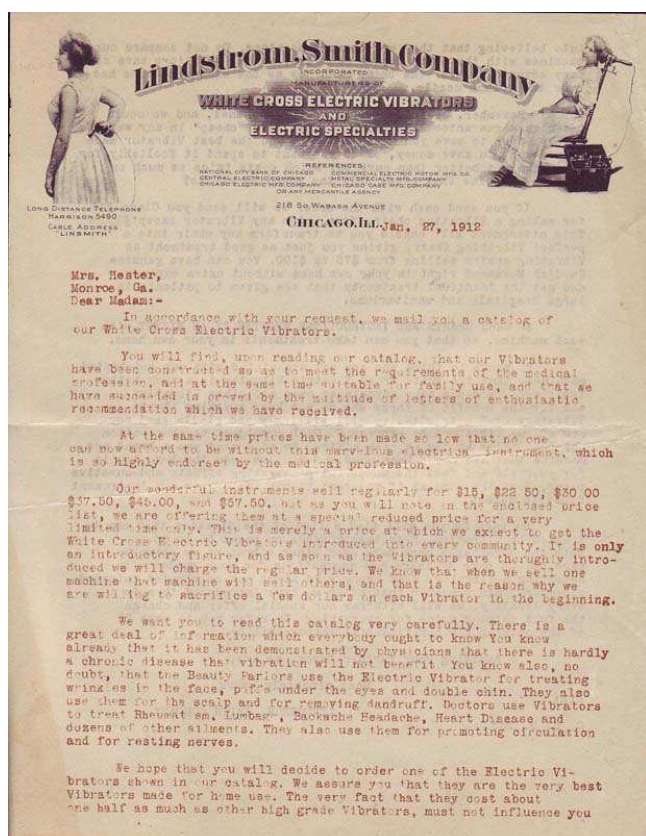 Lindstrom, Smith Company
INCORPORATED
MANUFACTURERS OF
WHITE CROSS ELECTRIC VIBRATORS
AND
ELECTRIC SPECIALTIES
REFERENCES:
NATIONAL CITY BANK OF CHICAGO COMMERCIAL ELECTRIC MOTOR MFG. CO.
CENTRAL ELECTRIC COMPANY METAL SPECIALTY MFG. COMPANY
CHICAGO ELECTRIC MFG. COMPANY CHICAGO CASE MFG. COMPANY
OR ANY MERCANTILE AGENCY
LONG DISTANCE TELEPHONE
HARRISON 5490
CABLE ADDRESS
"LINSMITH"
218 SO. WABASH AVENUE
CHICAGO, ILL. Jan. 27, 1912
Mrs. Hester,
Monroe, Ga.
Dear Madam:-
In accordance with your request, we mail you a catalog of
our White Cross Electric Vibrators.
You will find, upon reading our catalog, that our Vibrators
have been constructed so as to meet the requirements of the medical
profession, and at the same time suitable for family use, and that we
have succeeded is proved by the multitude of letters of enthusiastic
recommendation which we have received.
At the same time prices have been made so low that no one
can now afford to be without this marvelous electrical instrument, which
is so highly endorsed by the medical profession.
Our wonderful instruments sell regularly for $15, $22 50, $30 00
$37.50, $45.00, and $57.50, but as you will note in the enclosed price
list, we are offering them at a special reduced price for a very
limited time only. This is merely a price at which we expect to get the
White Cross Electric Vibrators introduced into every community. It is only
an introductory figure, and as soon as the Vibrators are thoroughly intro-
duced we will charge the regular price. We know that when we sell one
machine that machine will sell others, and that is the reason why we
are willing to sacrifice a few dollars on each Vibrator in the beginning.
We want you to read this catalog very carefully. There is a
great deal of information which everybody ought to know You know
already that it has been demonstrated by physicians that there is hardly
a chronic disease that vibration will not benefit You know also, no
doubt, that the Beauty Parlors use the Electric Vibrator for treating
wrinkles in the face, puffs under the eyes and double chin. They also
use them for the scalp and for removing dandruff. Doctors use Vibrators
to treat Rheumatism, Lumbago, Backache Headache, Heart Disease and
dozens of other ailments. They also use them for promoting circulation
and for resting nerves.
We hope that you will decide to order one of the Electric Vi-
brators shown in our catalog. We assure you that they are the very best
Vibrators made for home use. The very fact that they cost about
one half as much as other high grade Vibrators, must not influence you